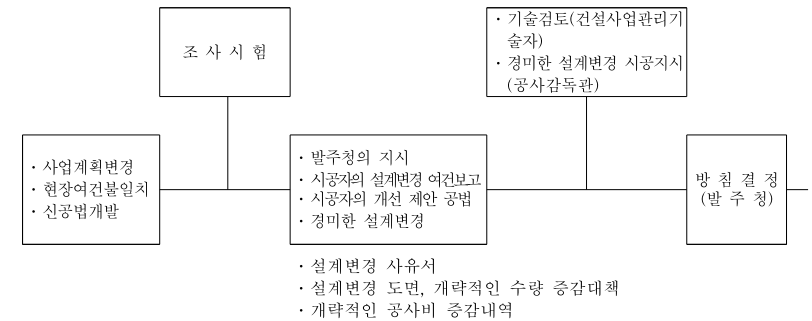 조 사 시 험
· 기술검토(건설사업관리기
술자)
· 경미한 설계변경 시공지시
(공사감독관)
· 사업계획변경
· 현장여건불일치
· 신공법개발
· 발주청의 지시
· 시공자의 설계변경 여건보고
· 시공자의 개선 제안 공법
· 경미한 설계변경
방 침 결 정
(발 주 청)
· 설계변경 사유서
· 설계변경 도면, 개략적인 수량 증감대책
· 개략적인 공사비 증감내역